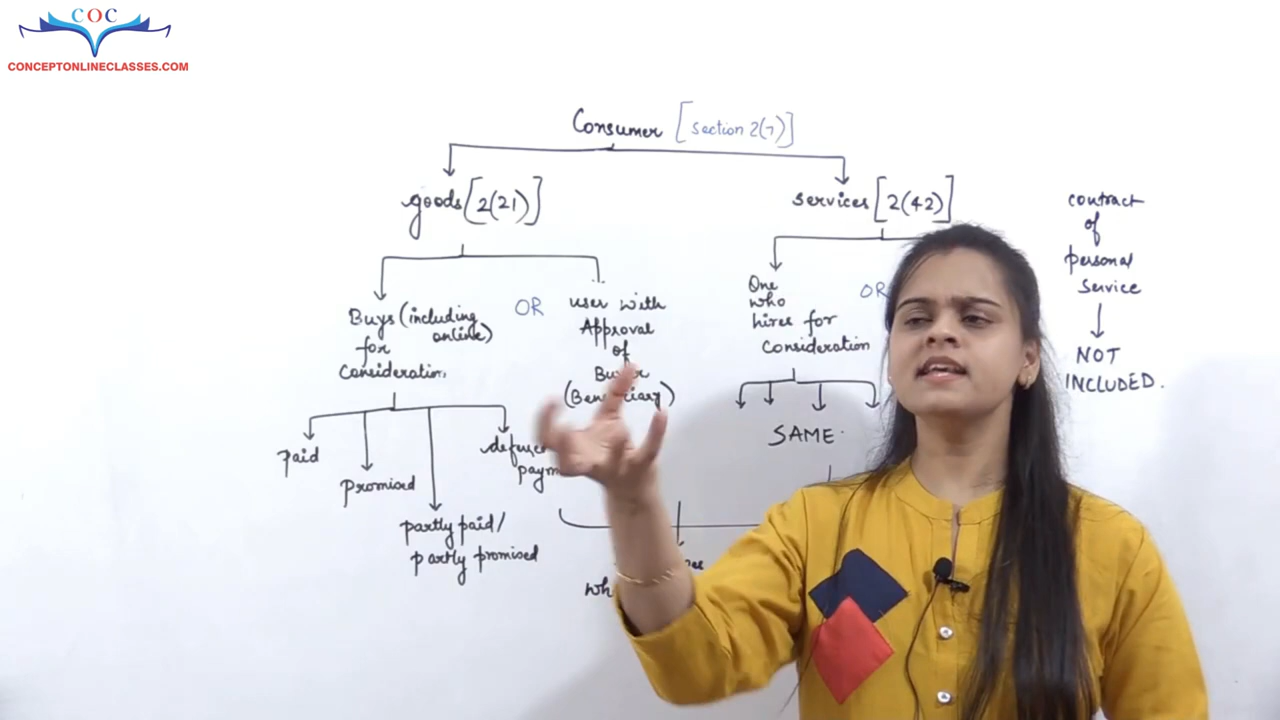 COC
CONCEPTONLINECLASSES.COM
Consumer [section 2(7)]
goods [2(21)]
services [2(42)]
Buys (including
online)
for
Consideration
OR
user with
Approval
of
(
)
paid
promised
partly paid/
partly promised
One
who
hires for
Consideration
OR
SAME
contract
of
personal
service
NOT
INCLUDED.